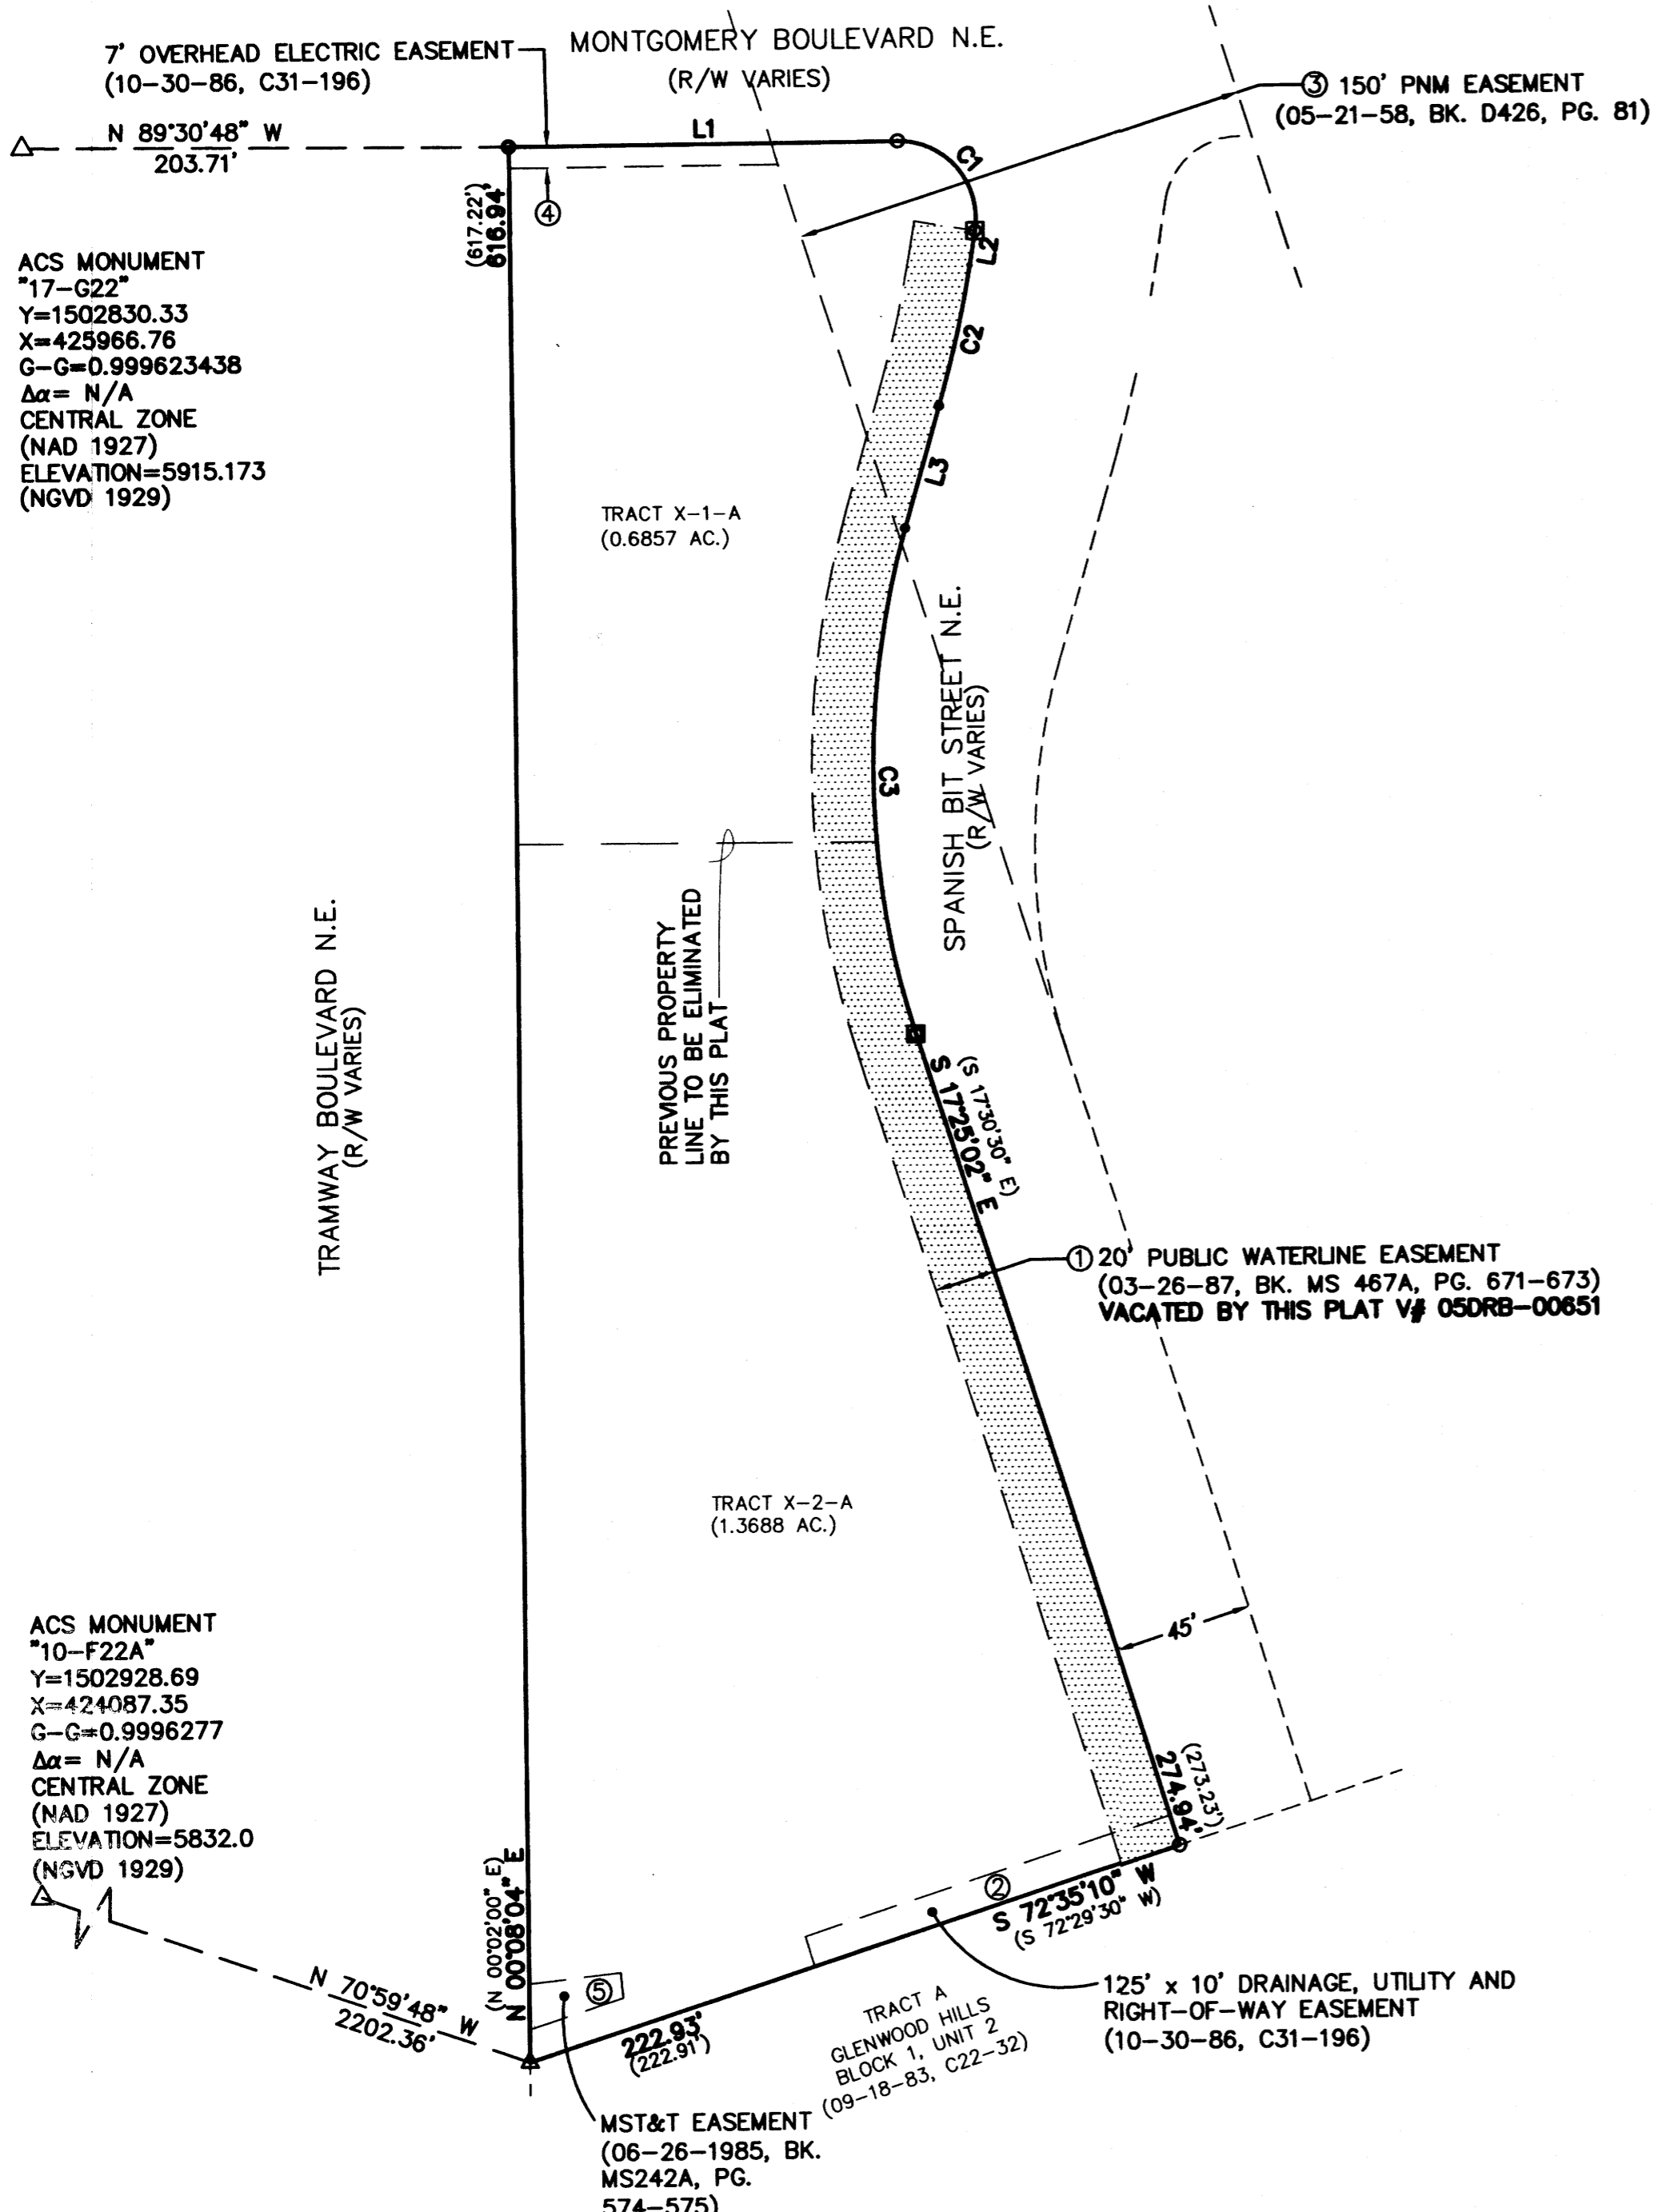 7' OVERHEAD ELECTRIC EASEMENT
(10-30-86, C31-196)
MONTGOMERY BOULEVARD N.E.
(R/W VARIES)
③ 150' PNM EASEMENT
(05-21-58, BK. D426, PG. 81)
N 89°30'48" W
203.71'
L1
C1
④
(617.22')
616.94'
L2
ACS MONUMENT
"17-G22"
Y=1502830.33
X=425966.76
G-G=0.999623438
Δα= N/A
CENTRAL ZONE
(NAD 1927)
ELEVATION=5915.173
(NGVD 1929)
C2
L3
TRACT X-1-A
(0.6857 AC.)
SPANISH BIT STREET N.E.
(R/W VARIES)
C3
TRAMWAY BOULEVARD N.E.
(R/W VARIES)
PREVIOUS PROPERTY
LINE TO BE ELIMINATED
BY THIS PLAT
(S 17°30'30" E)
S 17°25'02" E
① 20' PUBLIC WATERLINE EASEMENT
(03-26-87, BK. MS 467A, PG. 671-673)
VACATED BY THIS PLAT V# 05DRB-00651
TRACT X-2-A
(1.3688 AC.)
45'
ACS MONUMENT
"10-F22A"
Y=1502928.69
X=424087.35
G-G=0.9996277
Δα= N/A
CENTRAL ZONE
(NAD 1927)
ELEVATION=5832.0
(NGVD 1929)
(273.23')
274.94'
(N 00°02'00" E)
N 00°08'04" E
②
S 72°35'10" W
(S 72°29'30" W)
N 70°59'48" W
2202.36'
⑤
222.93'
(222.91')
TRACT A
GLENWOOD HILLS
BLOCK 1, UNIT 2
(09-18-83, C22-32)
125' x 10' DRAINAGE, UTILITY AND
RIGHT-OF-WAY EASEMENT
(10-30-86, C31-196)
MST&T EASEMENT
(06-26-1985, BK.
MS242A, PG.
574-575)